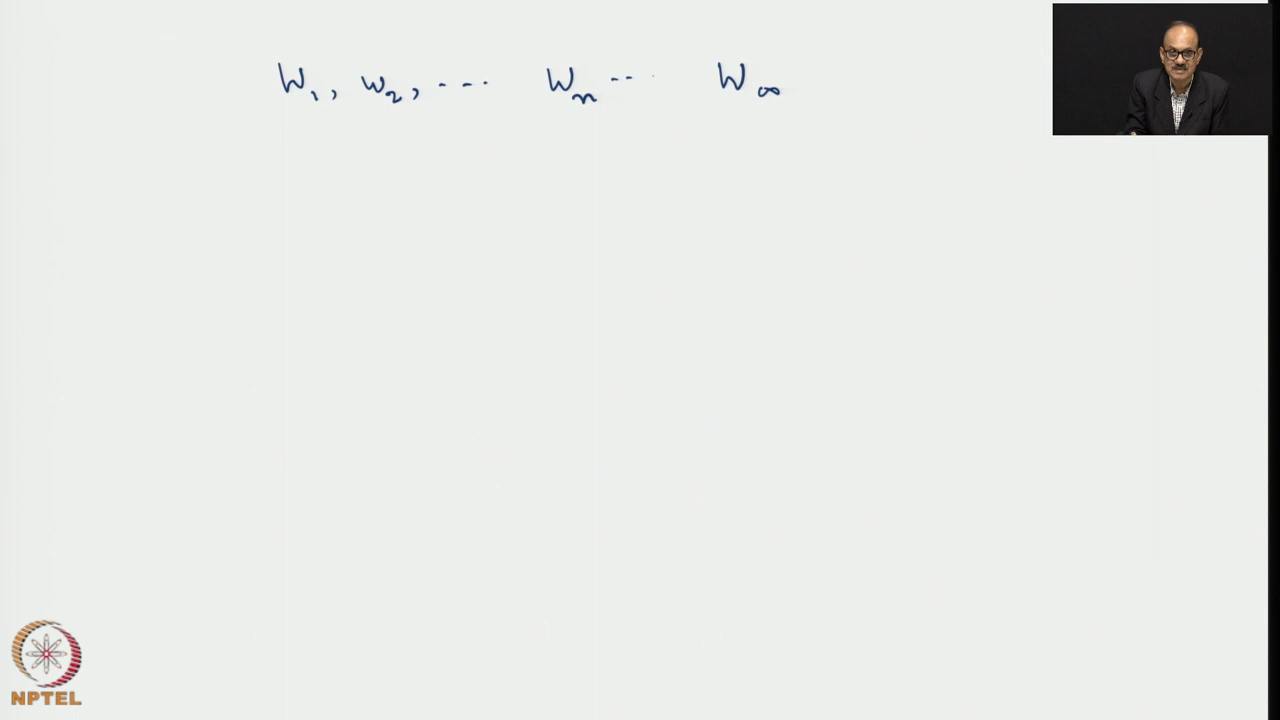 W₁, W₂, ---- Wₙ -- W∞
NPTEL